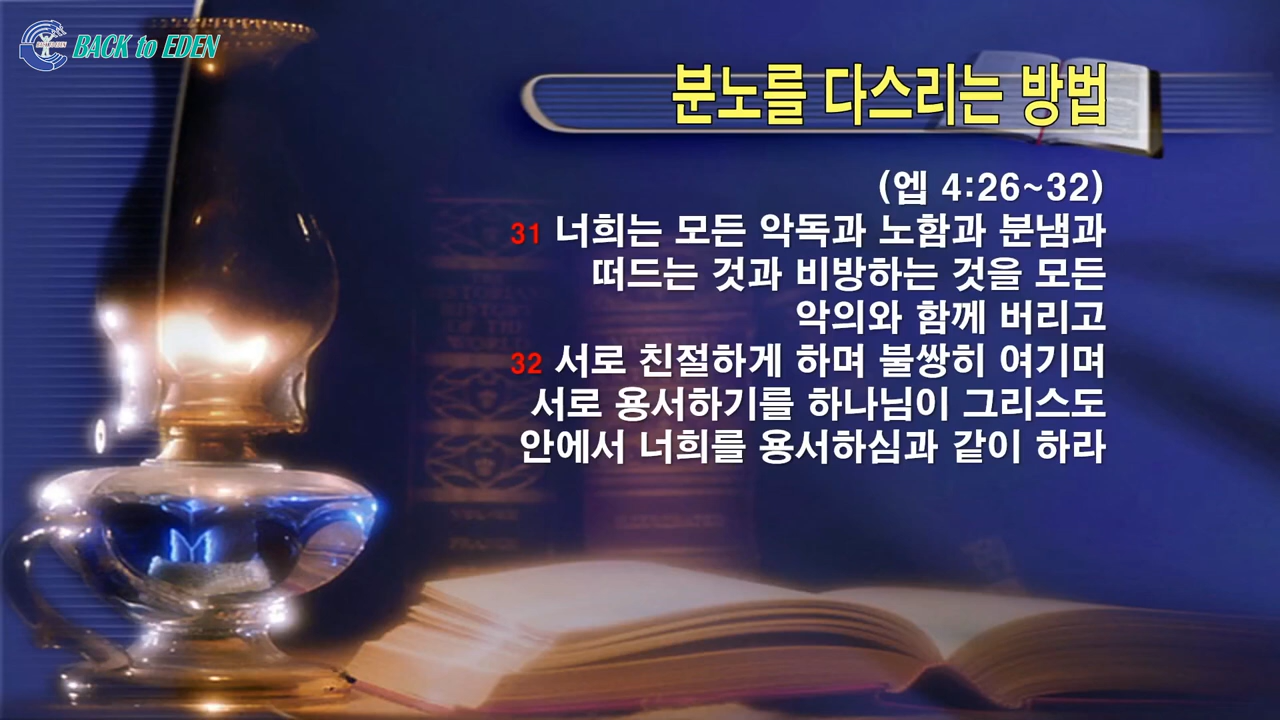 BACK to EDEN
분노를 다스리는 방법
(엡 4:26~32)
31 너희는 모든 악독과 노함과 분냄과
떠드는 것과 비방하는 것을 모든
악의와 함께 버리고
32 서로 친절하게 하며 불쌍히 여기며
서로 용서하기를 하나님이 그리스도
안에서 너희를 용서하심과 같이 하라